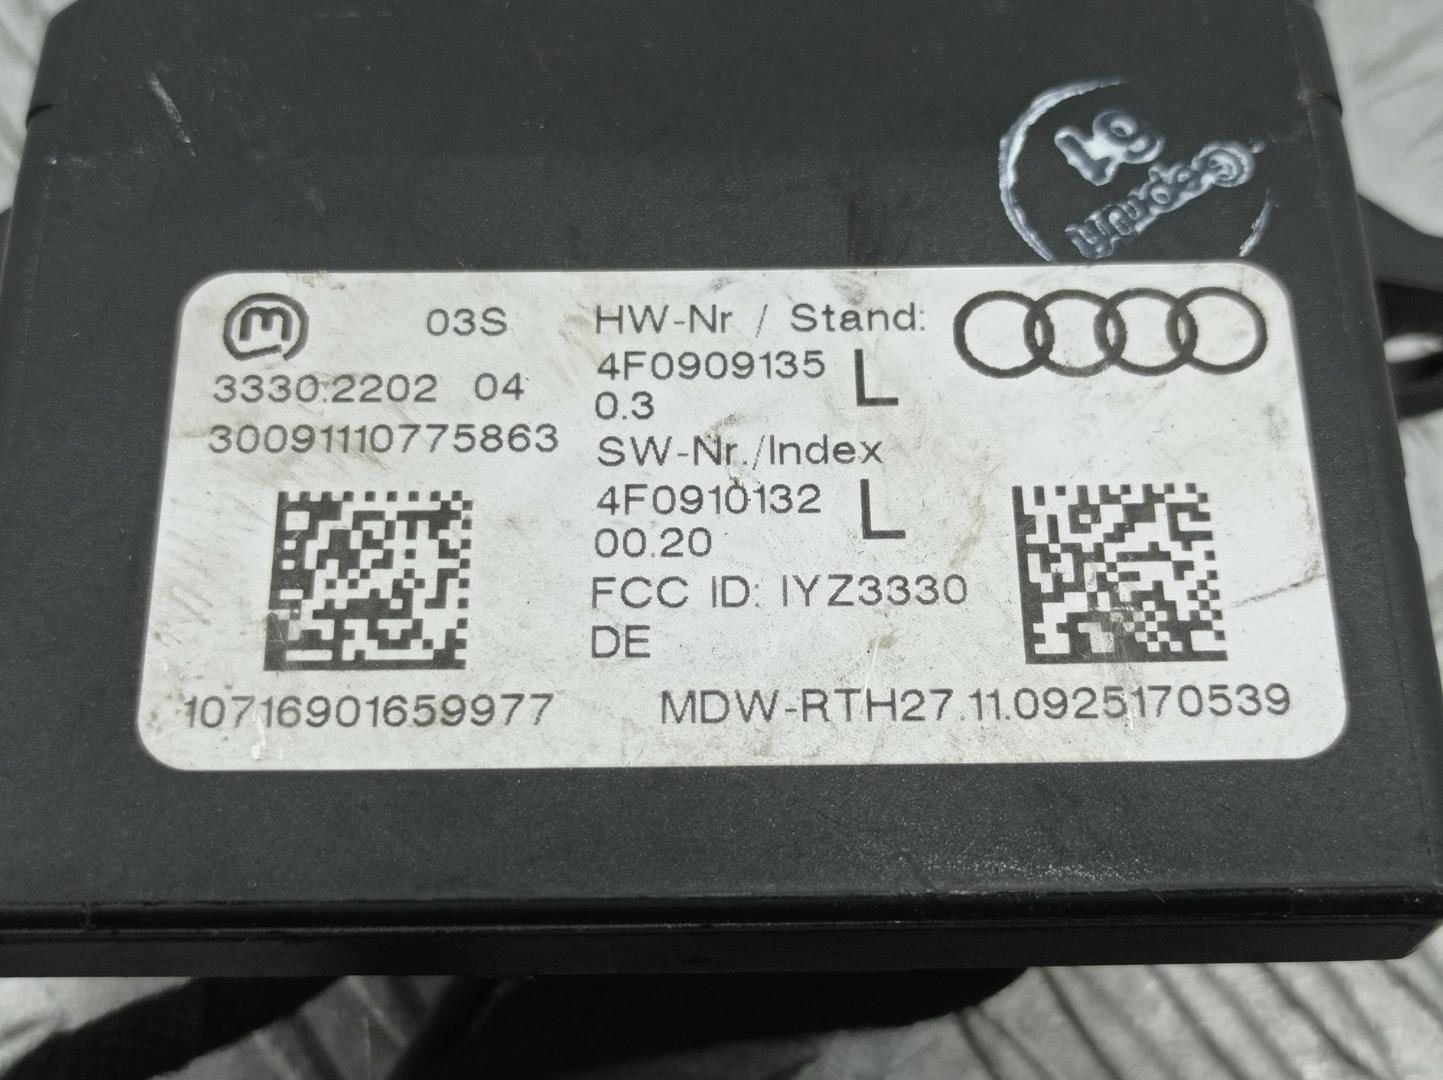 97
m 03S
3330.2202 04
30091110775863
HW-Nr / Stand:
4F0909135 L
0.3
SW-Nr./Index
4F0910132 L
00.20
FCC ID: IYZ3330
DE
10716901659977
MDW-RTH27.11.0925170539